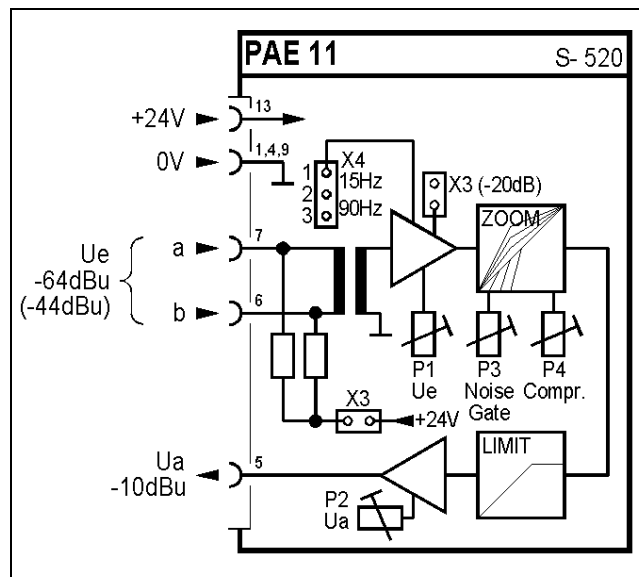 PAE 11
S- 520
+24V
13
0V
1,4,9
X4
1
15Hz
2
90Hz
3
X3 (-20dB)
ZOOM
Ue
-64dBu
(-44dBu)
a
7
b
6
P1
Ue
P3
Noise
Gate
P4
Compr.
X3
+24V
Ua
-10dBu
5
P2
Ua
LIMIT